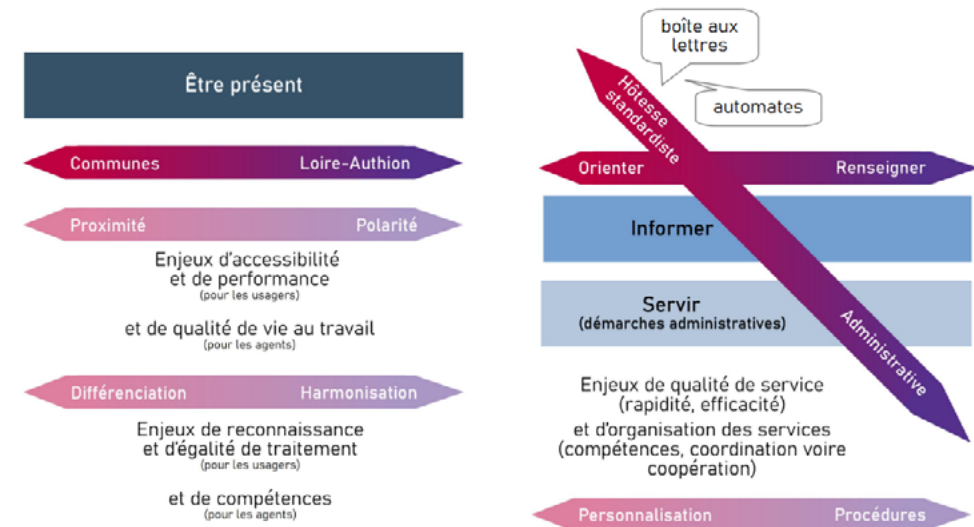 Être présent
Communes Loire-Authion
Proximité Polarité
Enjeux d'accessibilité
et de performance
(pour les usagers)
et de qualité de vie au travail
(pour les agents)
Différenciation Harmonisation
Enjeux de reconnaissance
et d'égalité de traitement
(pour les usagers)
et de compétences
(pour les agents)
boîte aux
lettres
automates
Hôtesse
standardiste
Administrative
Orienter Renseigner
Informer
Servir
(démarches administratives)
Enjeux de qualité de service
(rapidité, efficacité)
et d'organisation des services
(compétences, coordination voire
coopération)
Personnalisation Procédures